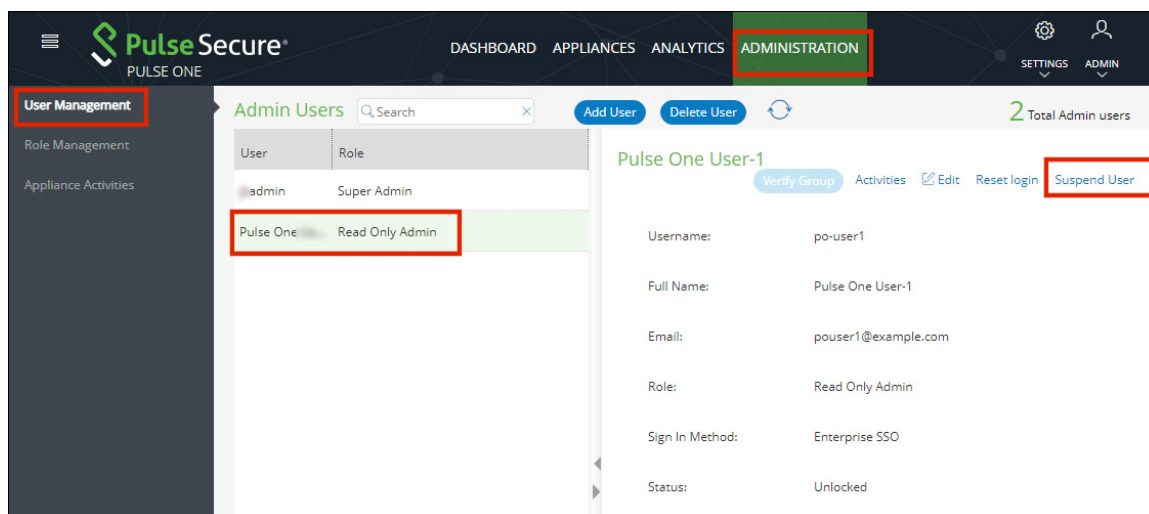 Pulse Secure®
PULSE ONE
DASHBOARD APPLIANCES ANALYTICS ADMINISTRATION
SETTINGS ADMIN
User Management
Role Management
Appliance Activities
Admin Users Search × Add User Delete User 2 Total Admin users
User Role
admin Super Admin
Pulse One Read Only Admin
Pulse One User-1
Verify Group Activities Edit Reset login Suspend User
Username: po-user1
Full Name: Pulse One User-1
Email: pouser1@example.com
Role: Read Only Admin
Sign In Method: Enterprise SSO
Status: Unlocked